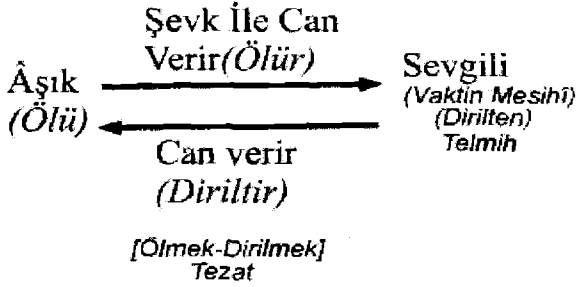 Şevk İle Can
Verir(Ölür)
Âşık
(Ölü)
Sevgili
(Vaktin Mesihî)
(Dirilten)
Telmih
Can verir
(Diriltir)
[Ölmek-Dirilmek]
Tezat